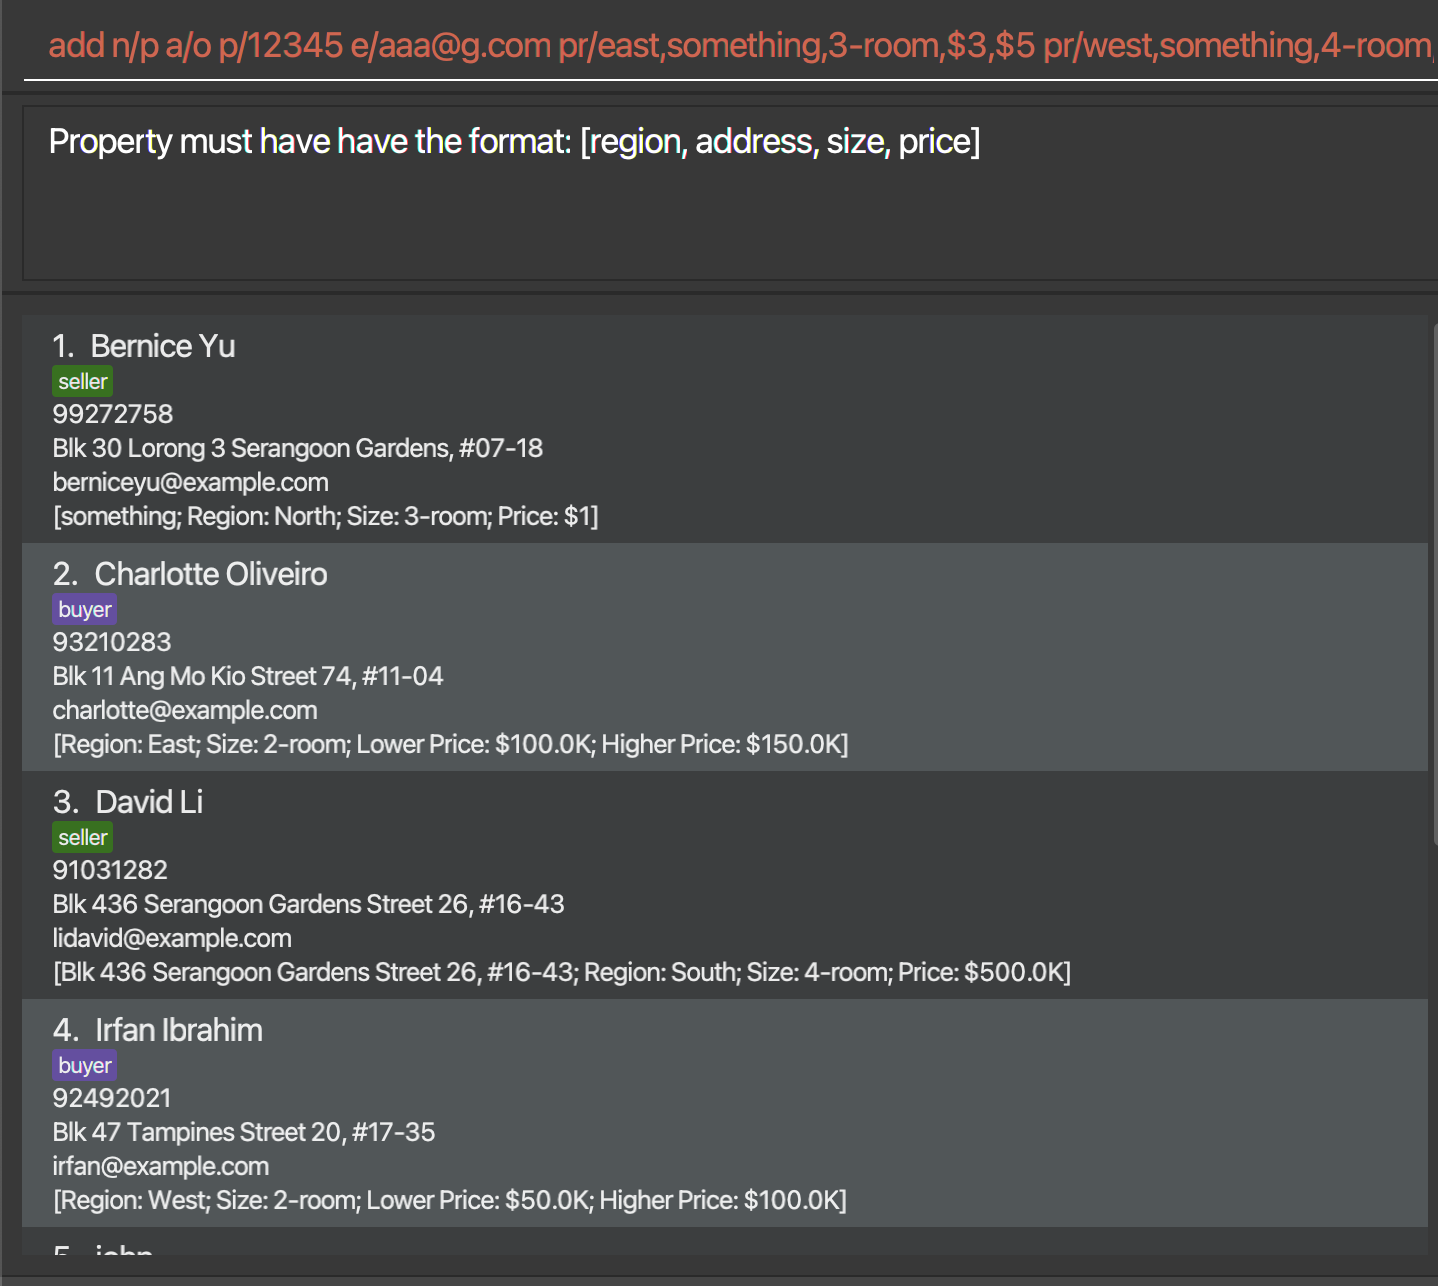 add n/p a/o p/12345 e/aaa@g.com pr/east,something,3-room,$3,$5 pr/west,something,4-room,
Property must have have the format: [region, address, size, price]
1. Bernice Yu
seller
99272758
Blk 30 Lorong 3 Serangoon Gardens, #07-18
berniceyu@example.com
[something; Region: North; Size: 3-room; Price: $1]
2. Charlotte Oliveiro
buyer
93210283
Blk 11 Ang Mo Kio Street 74, #11-04
charlotte@example.com
[Region: East; Size: 2-room; Lower Price: $100.0K; Higher Price: $150.0K]
3. David Li
seller
91031282
Blk 436 Serangoon Gardens Street 26, #16-43
lidavid@example.com
[Blk 436 Serangoon Gardens Street 26, #16-43; Region: South; Size: 4-room; Price: $500.0K]
4. Irfan Ibrahim
buyer
92492021
Blk 47 Tampines Street 20, #17-35
irfan@example.com
[Region: West; Size: 2-room; Lower Price: $50.0K; Higher Price: $100.0K]
5. john